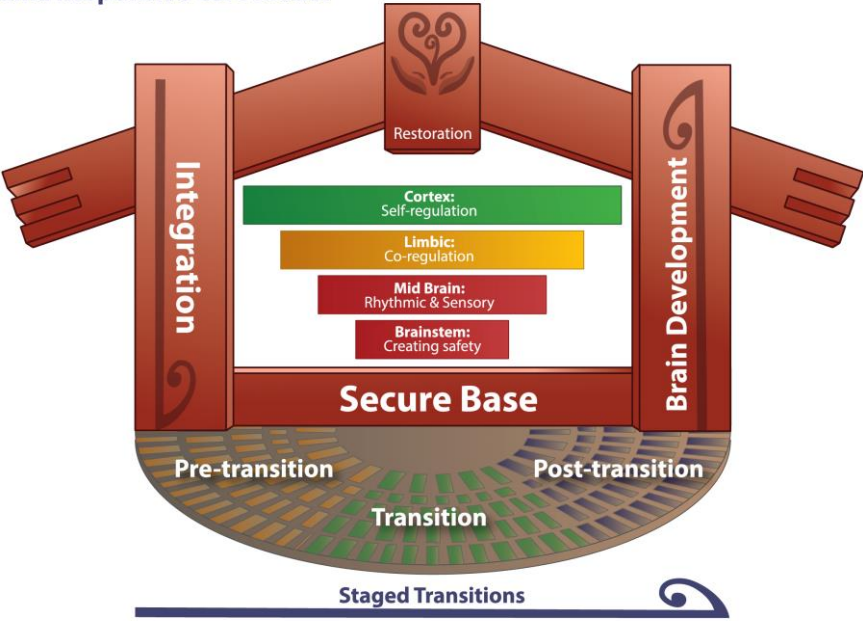 Restoration
Integration
Cortex:
Self-regulation
Limbic:
Co-regulation
Mid Brain:
Rhythmic & Sensory
Brainstem:
Creating safety
Brain Development
Secure Base
Pre-transition
Post-transition
Transition
Staged Transitions